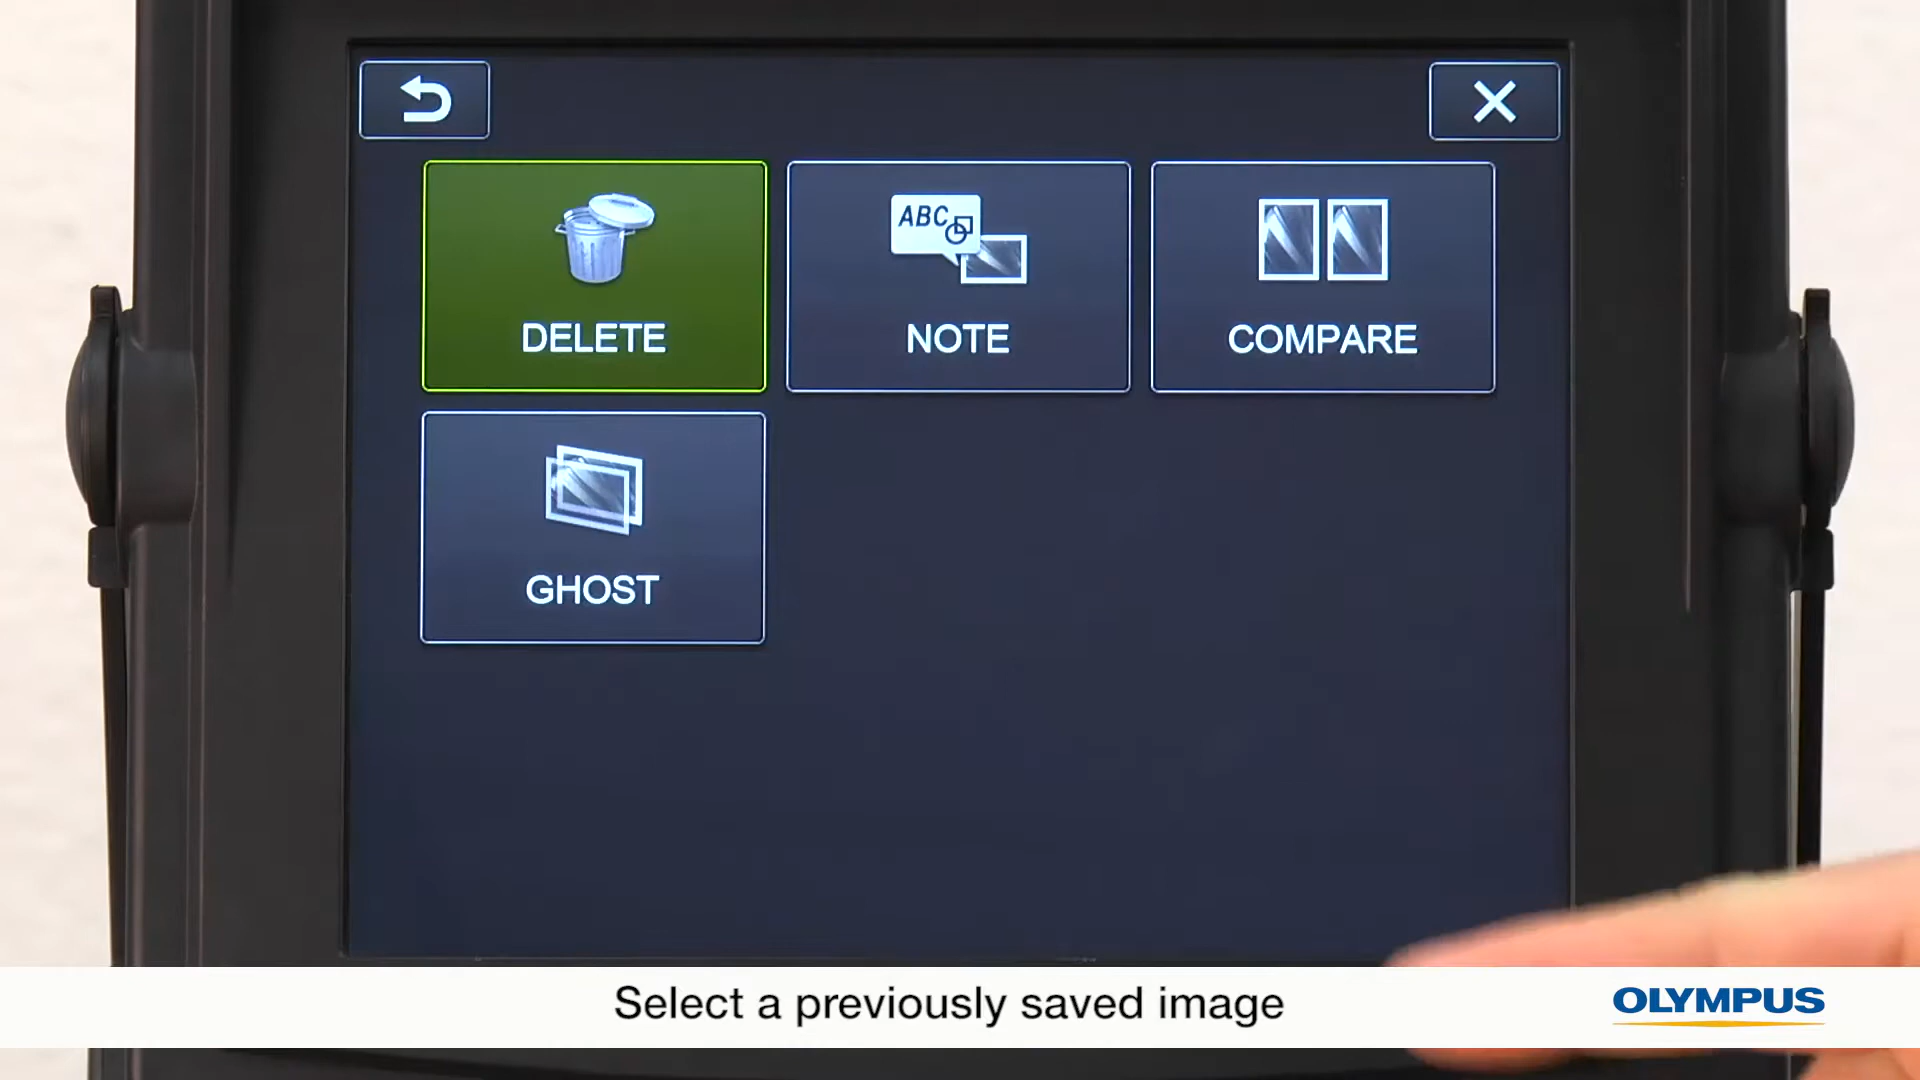 ABC
DELETE
NOTE
COMPARE
GHOST
Select a previously saved image
OLYMPUS